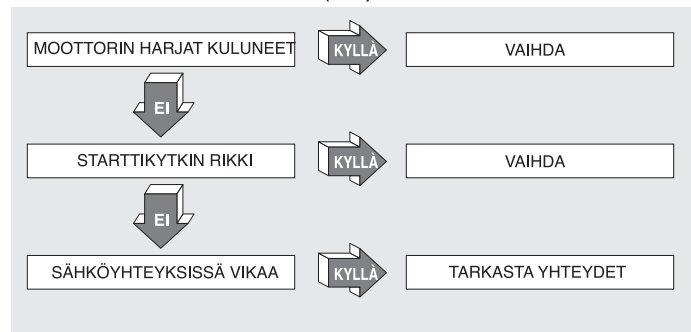 MOOTTORIN HARJAT KULUNEET KYLLÄ VAIHDA
EI
STARTTIKYTKIN RIKKI KYLLÄ VAIHDA
EI
SÄHKÖYHTEYKSISSÄ VIKAA KYLLÄ TARKASTA YHTEYDET